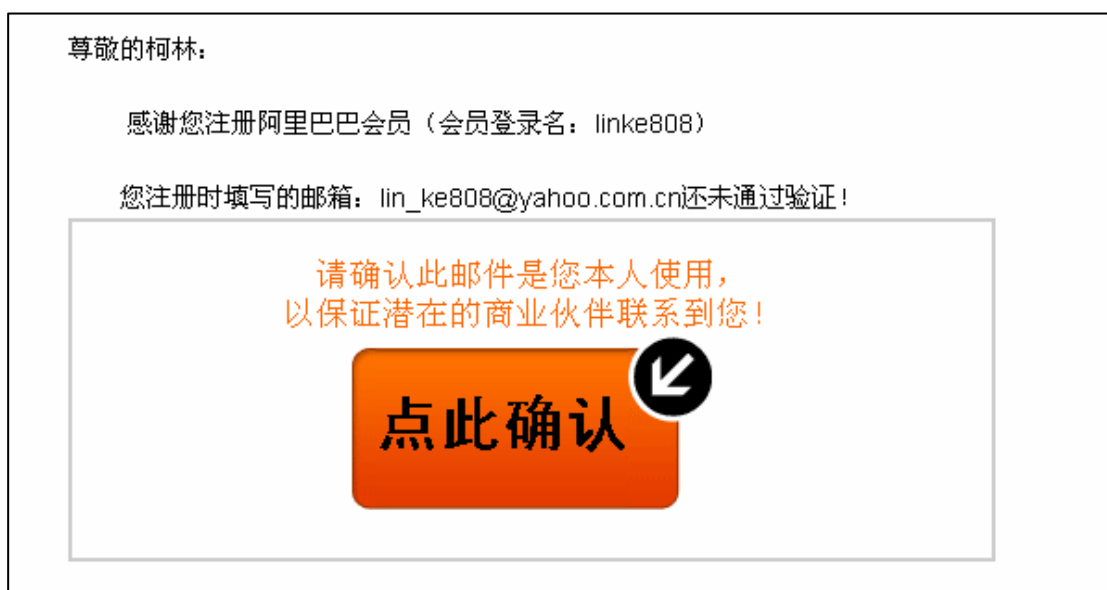 尊敬的柯林：
感谢您注册阿里巴巴会员（会员登录名：linke808）
您注册时填写的邮箱：lin_ke808@yahoo.com.cn还未通过验证！
请确认此邮件是您本人使用，
以保证潜在的商业伙伴联系到您！
点此确认